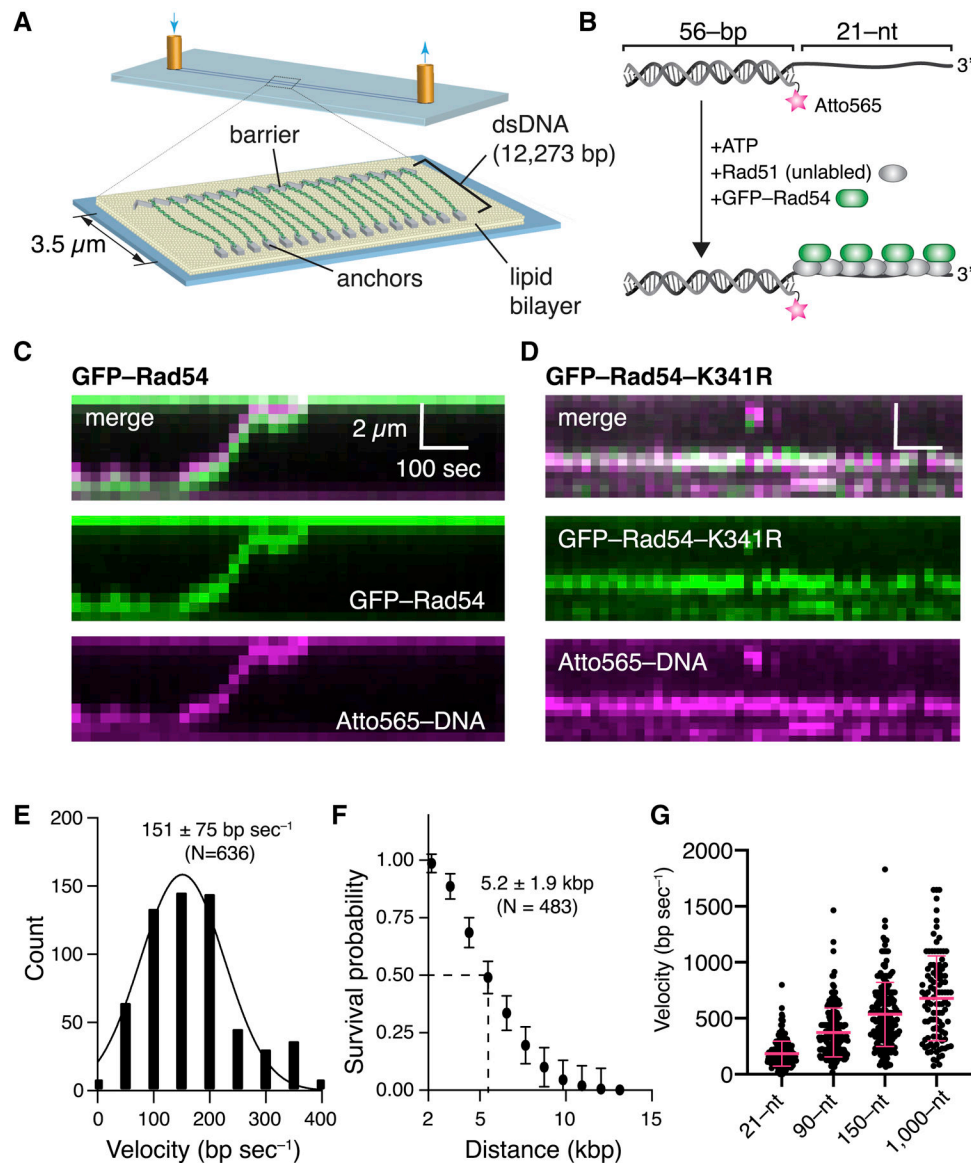 A
barrier
dsDNA
(12,273 bp)
3.5 µm
anchors
lipid
bilayer
B
56–bp
21–nt
3’
Atto565
+ATP
+Rad51 (unlabled)
+GFP–Rad54
3’
C
GFP–Rad54
merge
2 µm
100 sec
GFP–Rad54
Atto565–DNA
D
GFP–Rad54–K341R
merge
GFP–Rad54–K341R
Atto565–DNA
E
200
150
100
50
0
Count
151 ± 75 bp sec⁻¹
(N=636)
0
100
200
300
400
Velocity (bp sec⁻¹)
F
1.00
0.75
0.50
0.25
0.00
Survival probability
5.2 ± 1.9 kbp
(N = 483)
2
5
10
15
Distance (kbp)
G
2000
1500
1000
500
0
Velocity (bp sec⁻¹)
21–nt
90–nt
150–nt
1,000–nt